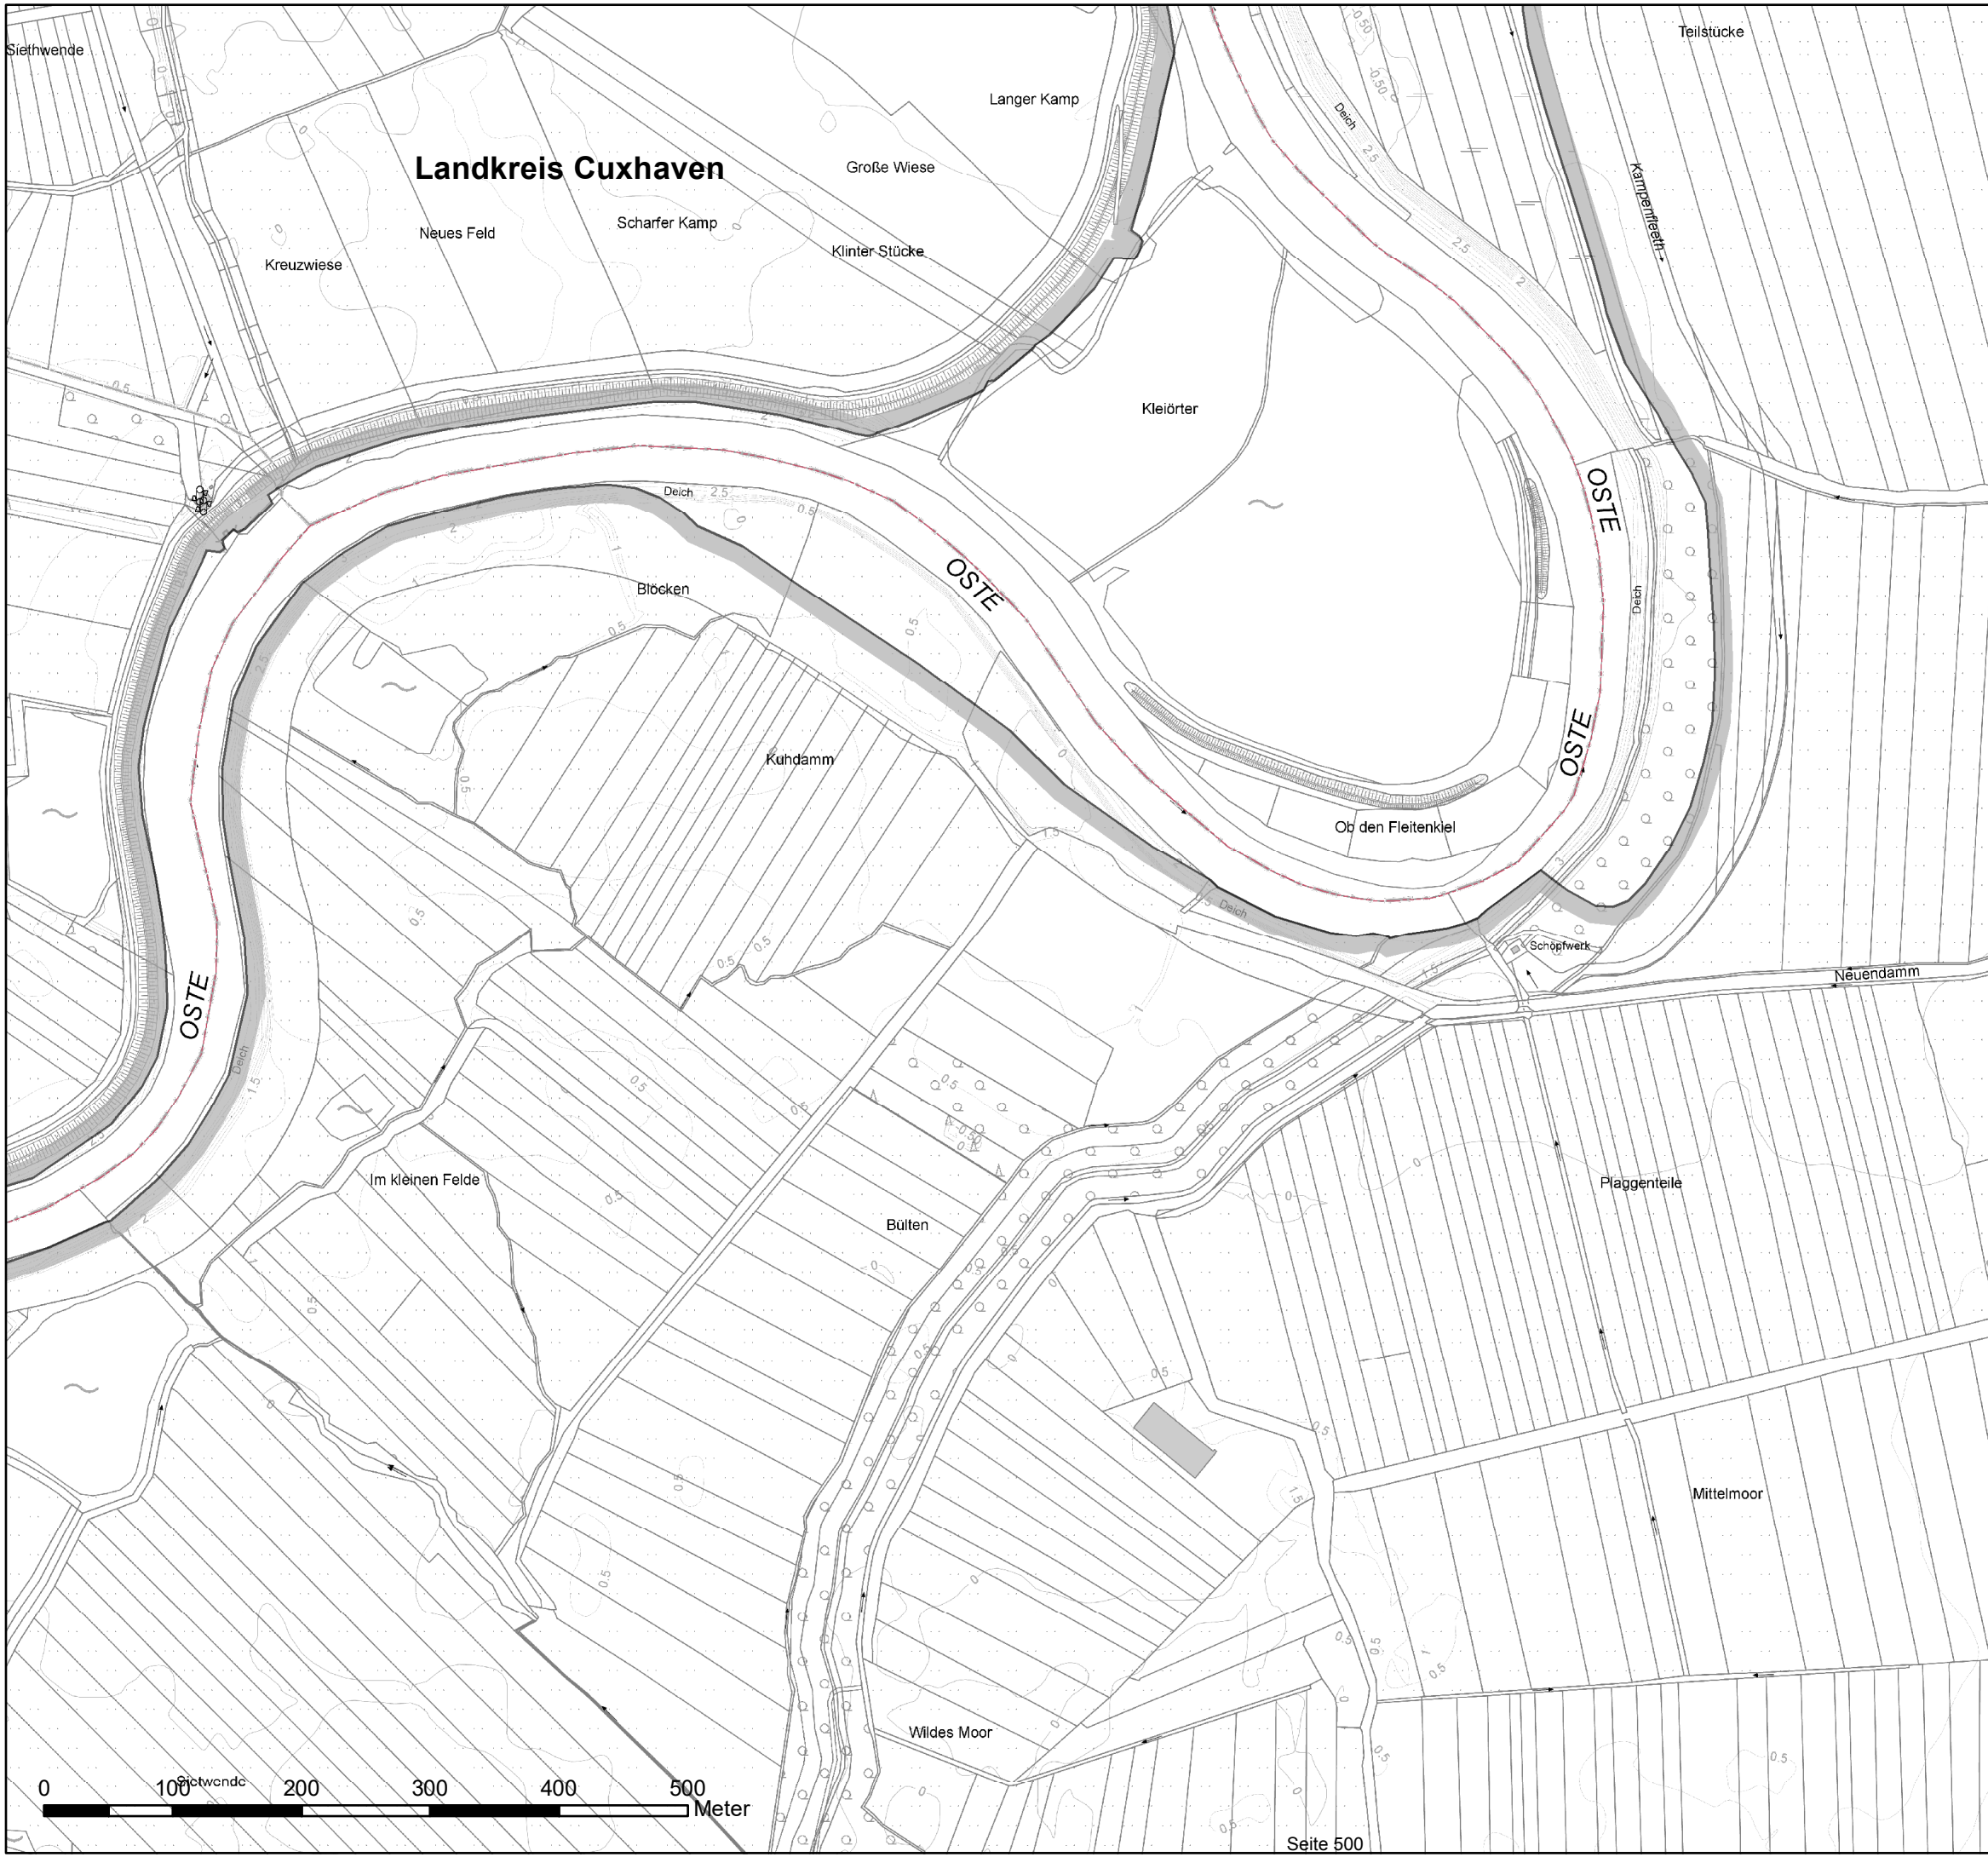 Siethwende
Teilstücke
Langer Kamp
Deich
Landkreis Cuxhaven
Große Wiese
Kampenfleeth
Neues Feld
Scharfer Kamp
Klinter Stücke
Kreuzwiese
Kleiörter
OSTE
Deich
Blöcken
OSTE
Deich
Kuhdamm
OSTE
Ob den Fleitenkiel
Deich
Schöpfwerk
Neuendamm
OSTE
Deich
Im kleinen Felde
Plaggenteile
Bülten
Mittelmoor
Wildes Moor
0 100 200 300 400 500
Meter
Seite 500